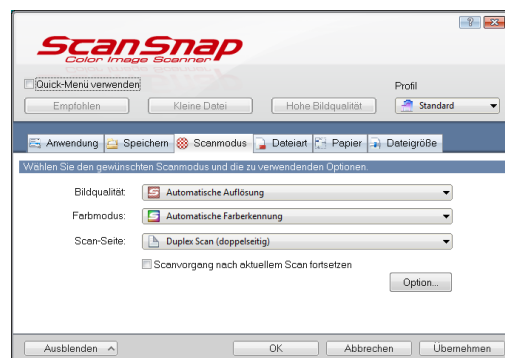 ScanSnap
Color Image Scanner
Quick-Menü verwenden
Profil
Empfohlen Kleine Datei Hohe Bildqualität Standard
Anwendung Speichern Scanmodus Dateiart Papier Dateigröße
Wählen Sie den gewünschten Scanmodus und die zu verwendenden Optionen.
Bildqualität: Automatische Auflösung
Farbmodus: Automatische Farberkennung
Scan-Seite: Duplex Scan (doppelseitig)
Scanvorgang nach aktuellem Scan fortsetzen
Option...
Ausblenden OK Abbrechen Übernehmen